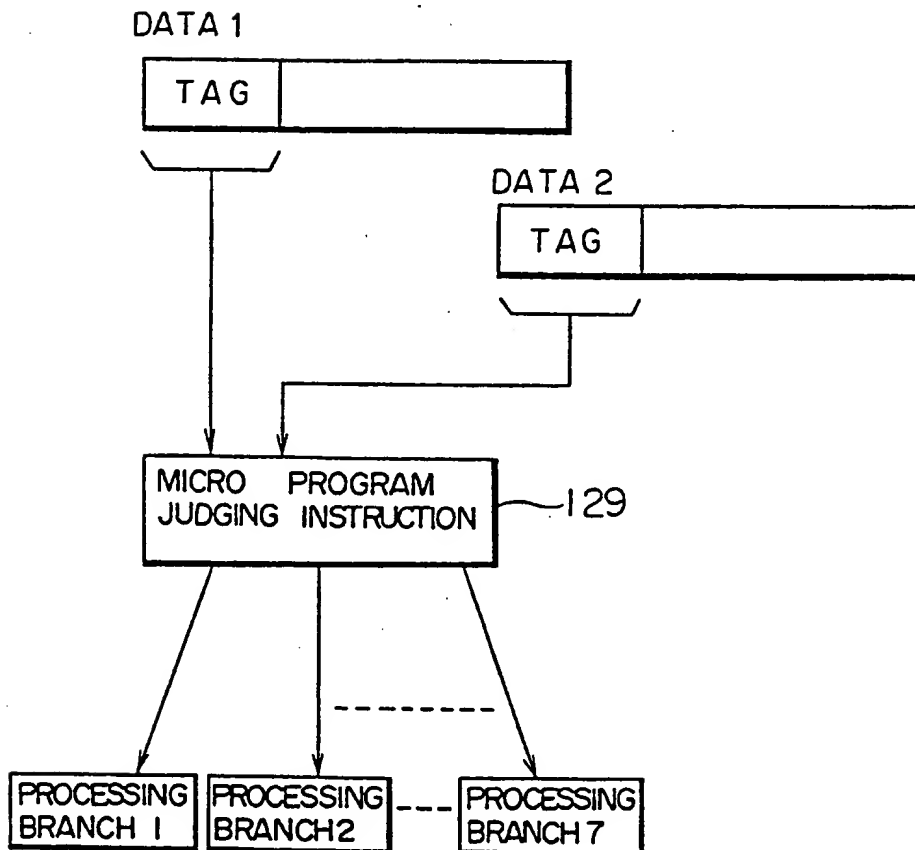 DATA 1
TAG
DATA 2
TAG
MICRO PROGRAM
JUDGING INSTRUCTION
129
PROCESSING
BRANCH 1
PROCESSING
BRANCH 2
PROCESSING
BRANCH 7